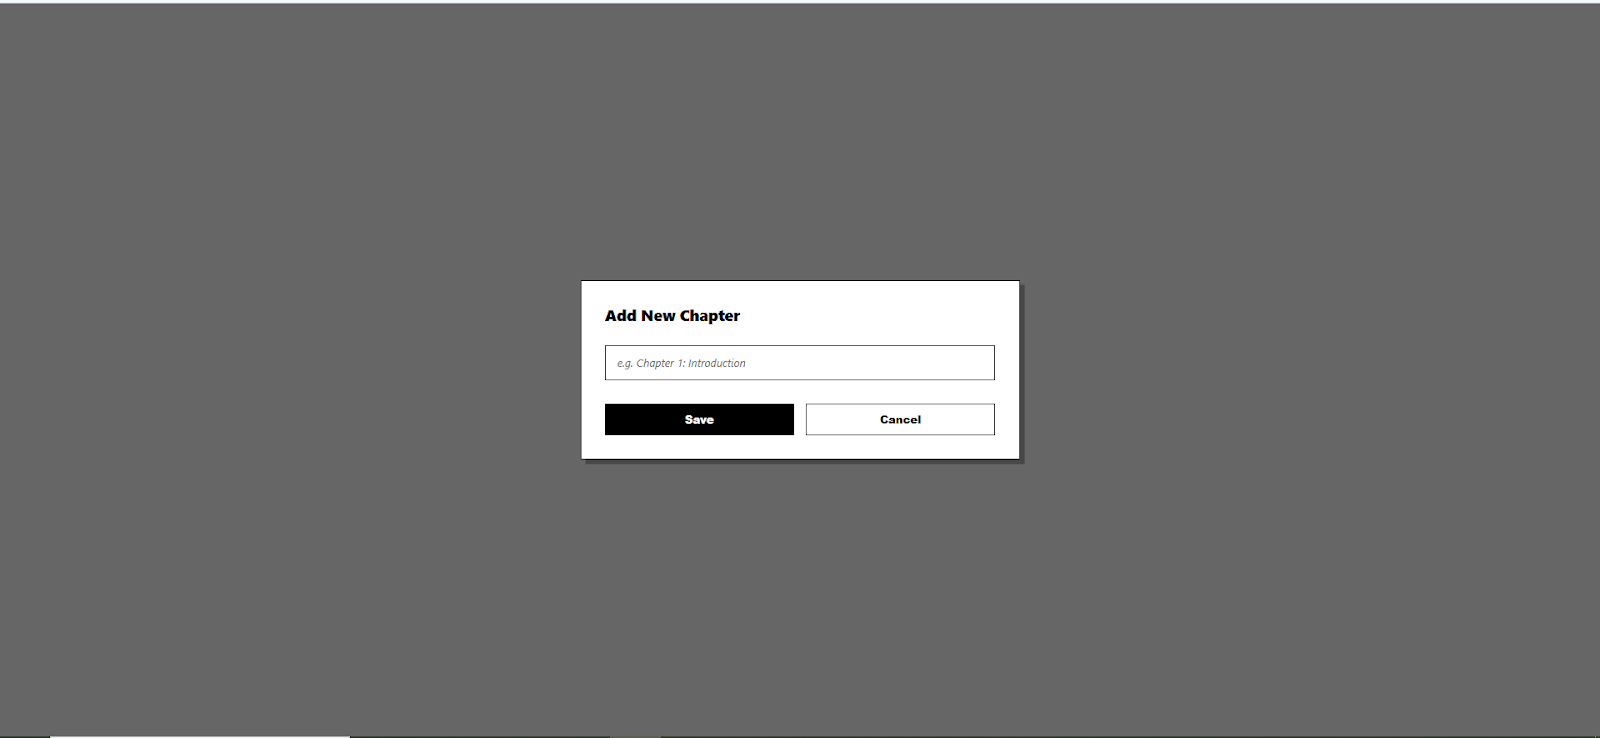 Add New Chapter
e.g. Chapter 1: Introduction
Save
Cancel